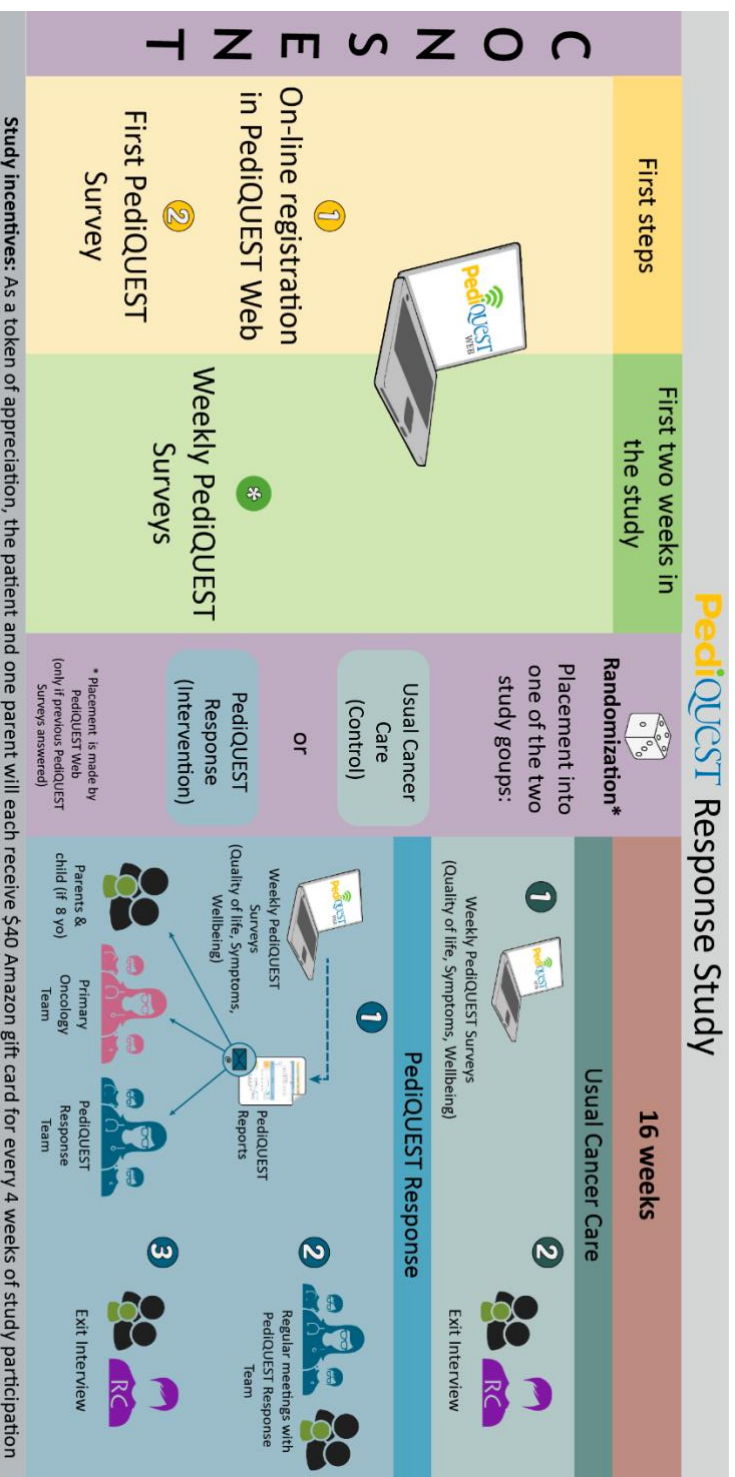 PediQUEST Response Study
CONSENT
First steps
PediQUEST
WEB
1
On-line registration
in PediQUEST Web
2
First PediQUEST
Survey
First two weeks in
the study
*
Weekly PediQUEST
Surveys
Randomization*
Placement into
one of the two
study goups:
Usual Cancer
Care
(Control)
or
PediQUEST
Response
(Intervention)
* Placement is made by
PediQUEST Web
(only if previous PediQUEST
Surveys answered)
16 weeks
Usual Cancer Care
1
PediQUEST
Weekly PediQUEST Surveys
(Quality of life, Symptoms, Wellbeing)
2
RC
Exit Interview
PediQUEST Response
1
PediQUEST
Weekly PediQUEST
Surveys
(Quality of life, Symptoms,
Wellbeing)
PediQUEST
Reports
Parents &
child (if 8 yo)
Primary
Oncology
Team
PediQUEST
Response
Team
2
Regular meetings with
PediQUEST Response
Team
3
RC
Exit Interview
Study incentives: As a token of appreciation, the patient and one parent will each receive $40 Amazon gift card for every 4 weeks of study participation